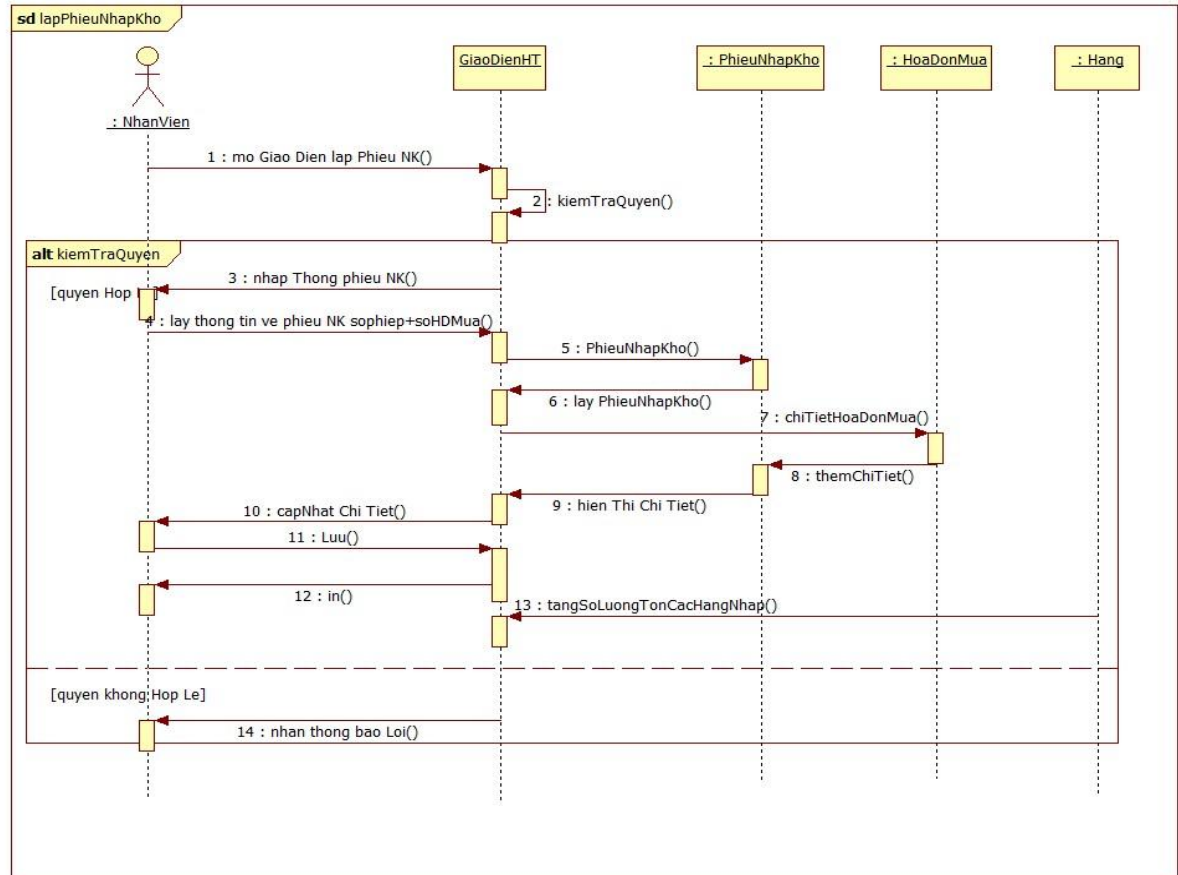 sd lapPhieuNhapKho
GiaoDienHT
: PhieuNhapKho
: HoaDonMua
: Hang
: NhanVien
1 : mo Giao Dien lap Phieu NK()
2 : kiemTraQuyen()
alt kiemTraQuyen
3 : nhap Thong phieu NK()
[quyen Hop ]
4 : lay thong tin ve phieu NK sophiep+soHDMua()
5 : PhieuNhapKho()
6 : lay PhieuNhapKho()
7 : chiTietHoaDonMua()
8 : themChiTiet()
9 : hien Thi Chi Tiet()
10 : capNhat Chi Tiet()
11 : Luu()
12 : in()
13 : tangSoLuongTonCacHangNhap()
[quyen khong Hop Le]
14 : nhan thong bao Loi()